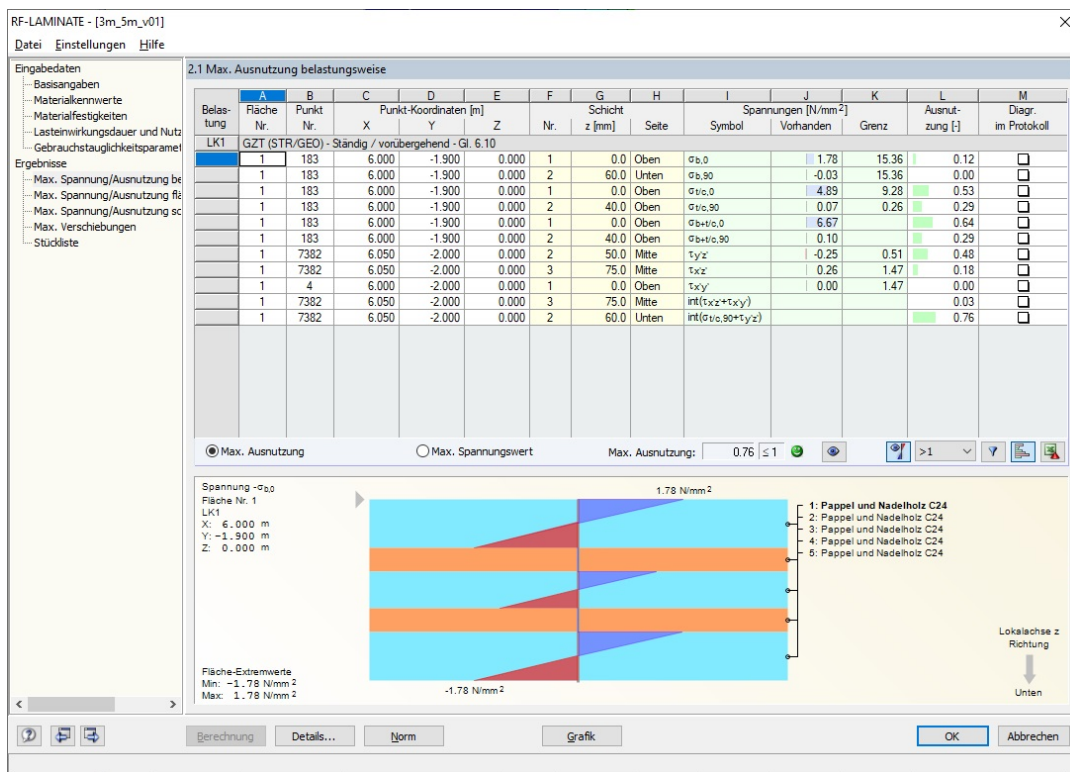 RF-LAMINATE - [3m_5m_v01]
Datei Einstellungen Hilfe
Eingabedaten
Basisangaben
Materialkennwerte
Materialfestigkeiten
Lasteinwirkungsdauer und Nutz
Gebrauchstauglichkeitsparamet
Ergebnisse
Max. Spannung/Ausnutzung be
Max. Spannung/Ausnutzung flä
Max. Spannung/Ausnutzung sc
Max. Verschiebungen
Stückliste
2.1 Max. Ausnutzung belastungsweise
A B C D E F G H I J K L M
Belas- Fläche Punkt Punkt-Koordinaten [m] Schicht Spannungen [N/mm²] Ausnut- Diagr.
tung Nr. Nr. X Y Z Nr. z [mm] Seite Symbol Vorhanden Grenz zung [-] im Protokoll
LK1 GZT (STR/GEO) - Ständig / vorübergehend - Gl. 6.10
1 183 6.000 -1.900 0.000 1 0.0 Oben σb,0 1.78 15.36 0.12
1 183 6.000 -1.900 0.000 2 60.0 Unten σb,90 -0.03 15.36 0.00
1 183 6.000 -1.900 0.000 1 0.0 Oben σt/c,0 4.89 9.28 0.53
1 183 6.000 -1.900 0.000 2 40.0 Oben σt/c,90 0.07 0.26 0.29
1 183 6.000 -1.900 0.000 1 0.0 Oben σb+t/c,0 6.67 0.64
1 183 6.000 -1.900 0.000 2 40.0 Oben σb+t/c,90 0.10 0.29
1 7382 6.050 -2.000 0.000 2 50.0 Mitte τy'z' -0.25 0.51 0.48
1 7382 6.050 -2.000 0.000 3 75.0 Mitte τx'z' 0.26 1.47 0.18
1 4 6.000 -2.000 0.000 1 0.0 Oben τx'y' 0.00 1.47 0.00
1 7382 6.050 -2.000 0.000 3 75.0 Mitte int(τx'z'+τx'y') 0.03
1 7382 6.050 -2.000 0.000 2 60.0 Unten int(σt/c,90+τy'z') 0.76
Max. Ausnutzung Max. Spannungswert Max. Ausnutzung: 0.76 ≤ 1 >1
Spannung -σb,0
Fläche Nr. 1
LK1
X: 6.000 m
Y: -1.900 m
Z: 0.000 m
1.78 N/mm²
1: Pappel und Nadelholz C24
2: Pappel und Nadelholz C24
3: Pappel und Nadelholz C24
4: Pappel und Nadelholz C24
5: Pappel und Nadelholz C24
Lokalachse z
Richtung
Unten
Fläche-Extremwerte
Min: -1.78 N/mm²
Max: 1.78 N/mm²
-1.78 N/mm²
Berechnung Details... Norm Grafik OK Abbrechen